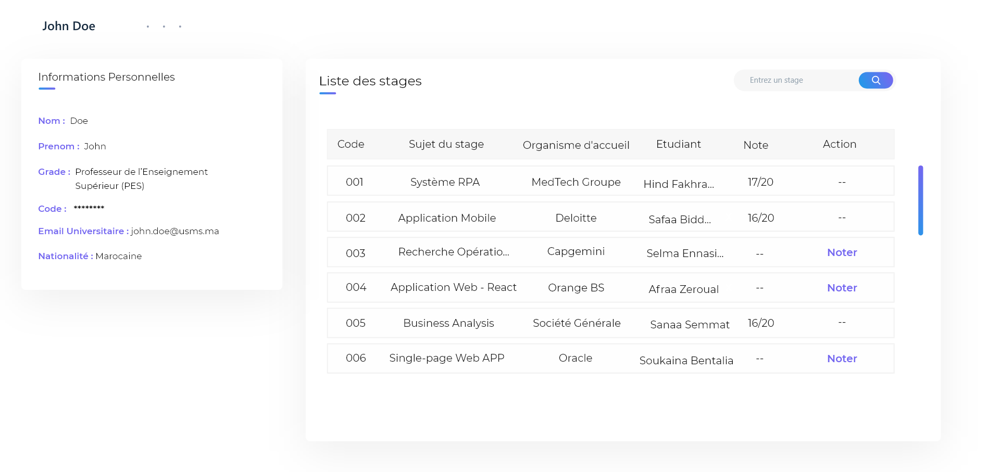 John Doe
Informations Personnelles
Nom : Doe
Prenom : John
Grade : Professeur de l’Enseignement
Supérieur (PES)
Code : ********
Email Universitaire : john.doe@usms.ma
Nationalité : Marocaine
Liste des stages
Entrez un stage
Code Sujet du stage Organisme d'accueil Etudiant Note Action
001 Système RPA MedTech Groupe Hind Fakhra... 17/20 --
002 Application Mobile Deloitte Safaa Bidd... 16/20 --
003 Recherche Opératio... Capgemini Selma Ennasi... -- Noter
004 Application Web - React Orange BS Afraa Zeroual -- Noter
005 Business Analysis Société Générale Sanaa Semmat 16/20 --
006 Single-page Web APP Oracle Soukaina Bentalia -- Noter